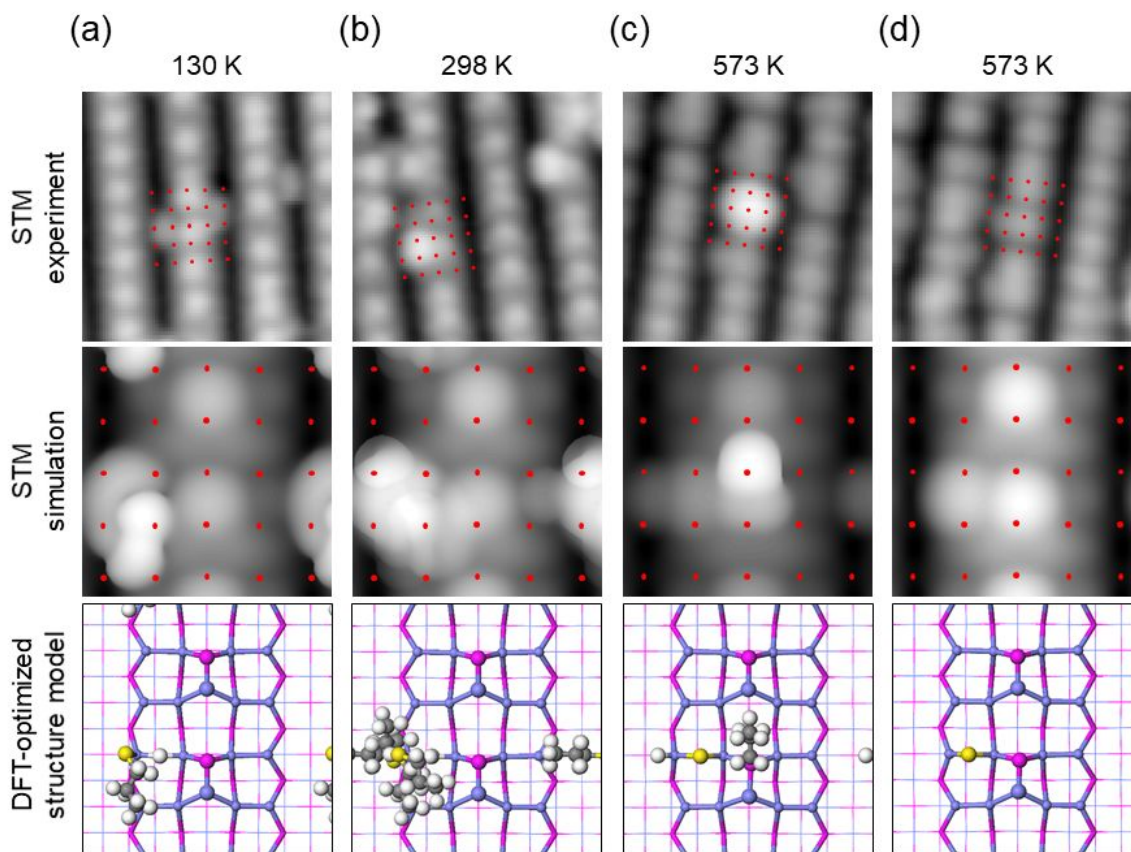 (a)
(b)
(c)
(d)
130 K
298 K
573 K
573 K
STM
experiment
STM
simulation
DFT-optimized
structure model